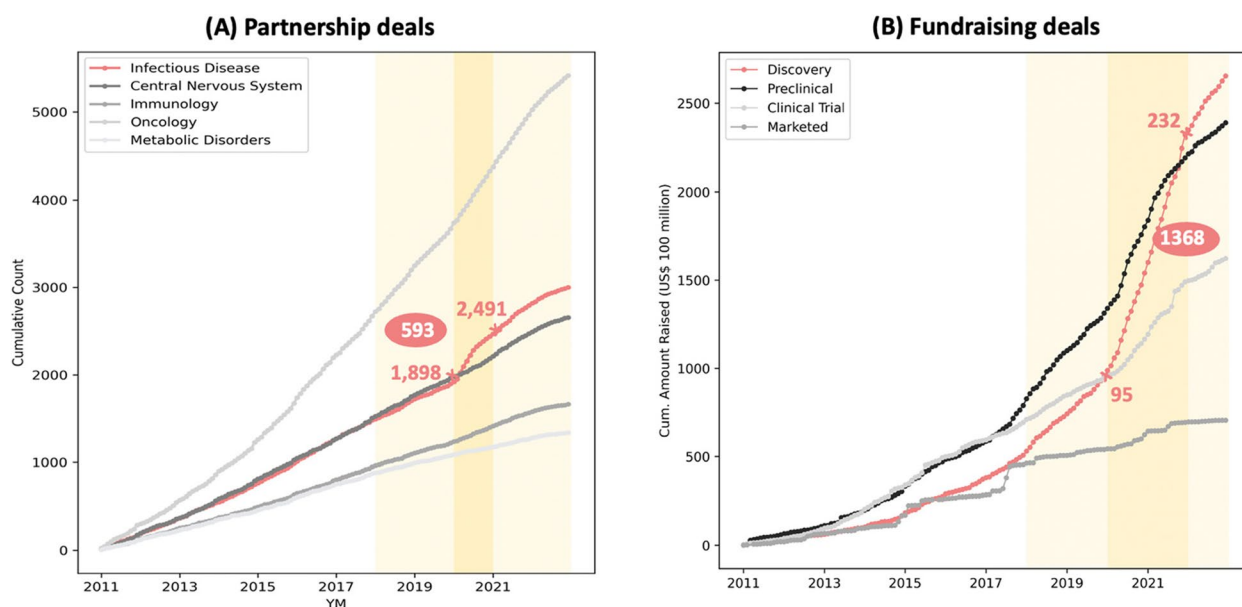 (A) Partnership deals
Infectious Disease
Central Nervous System
Immunology
Oncology
Metabolic Disorders
Cumulative Count
5000
4000
3000
2000
1000
0
593
2,491
1,898
2011
2013
2015
2017
2019
2021
YM
(B) Fundraising deals
Discovery
Preclinical
Clinical Trial
Marketed
Cum. Amount Raised (US$ 100 million)
2500
2000
1500
1000
500
0
232
1368
95
2011
2013
2015
2017
2019
2021